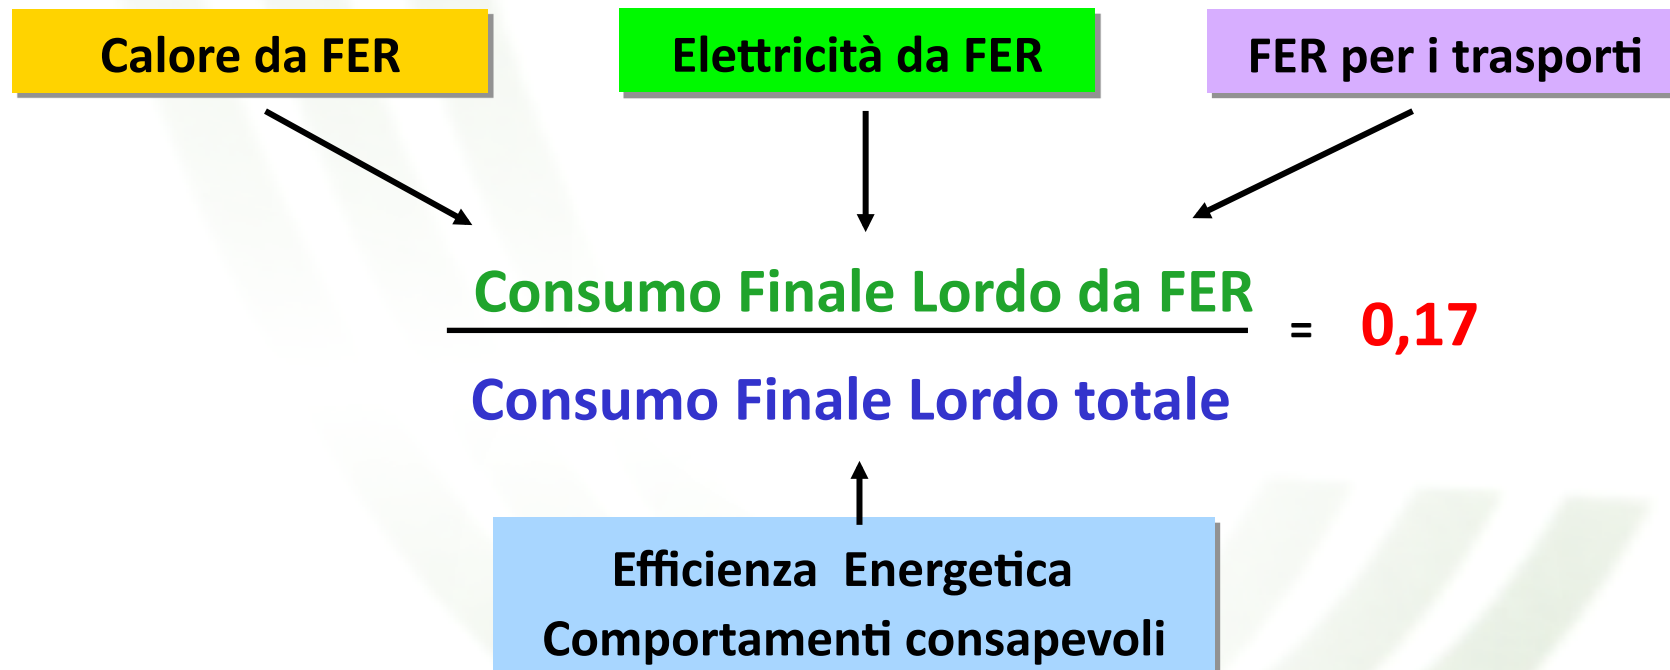 Calore da FER
Elettricità da FER
FER per i trasporti
Consumo Finale Lordo da FER
= 0,17
Consumo Finale Lordo totale
Efficienza Energetica
Comportamenti consapevoli